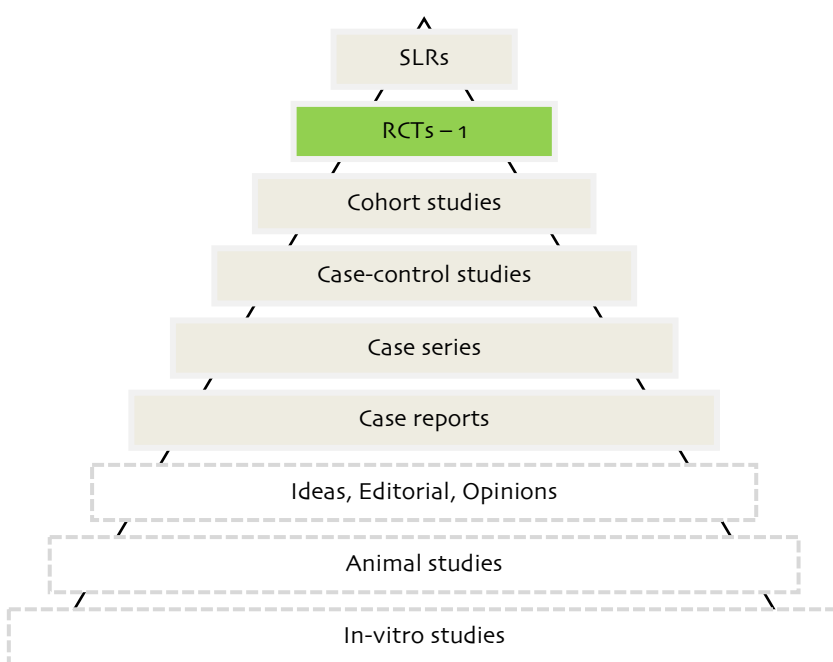 SLRs
RCTs – 1
Cohort studies
Case-control studies
Case series
Case reports
Ideas, Editorial, Opinions
Animal studies
In-vitro studies